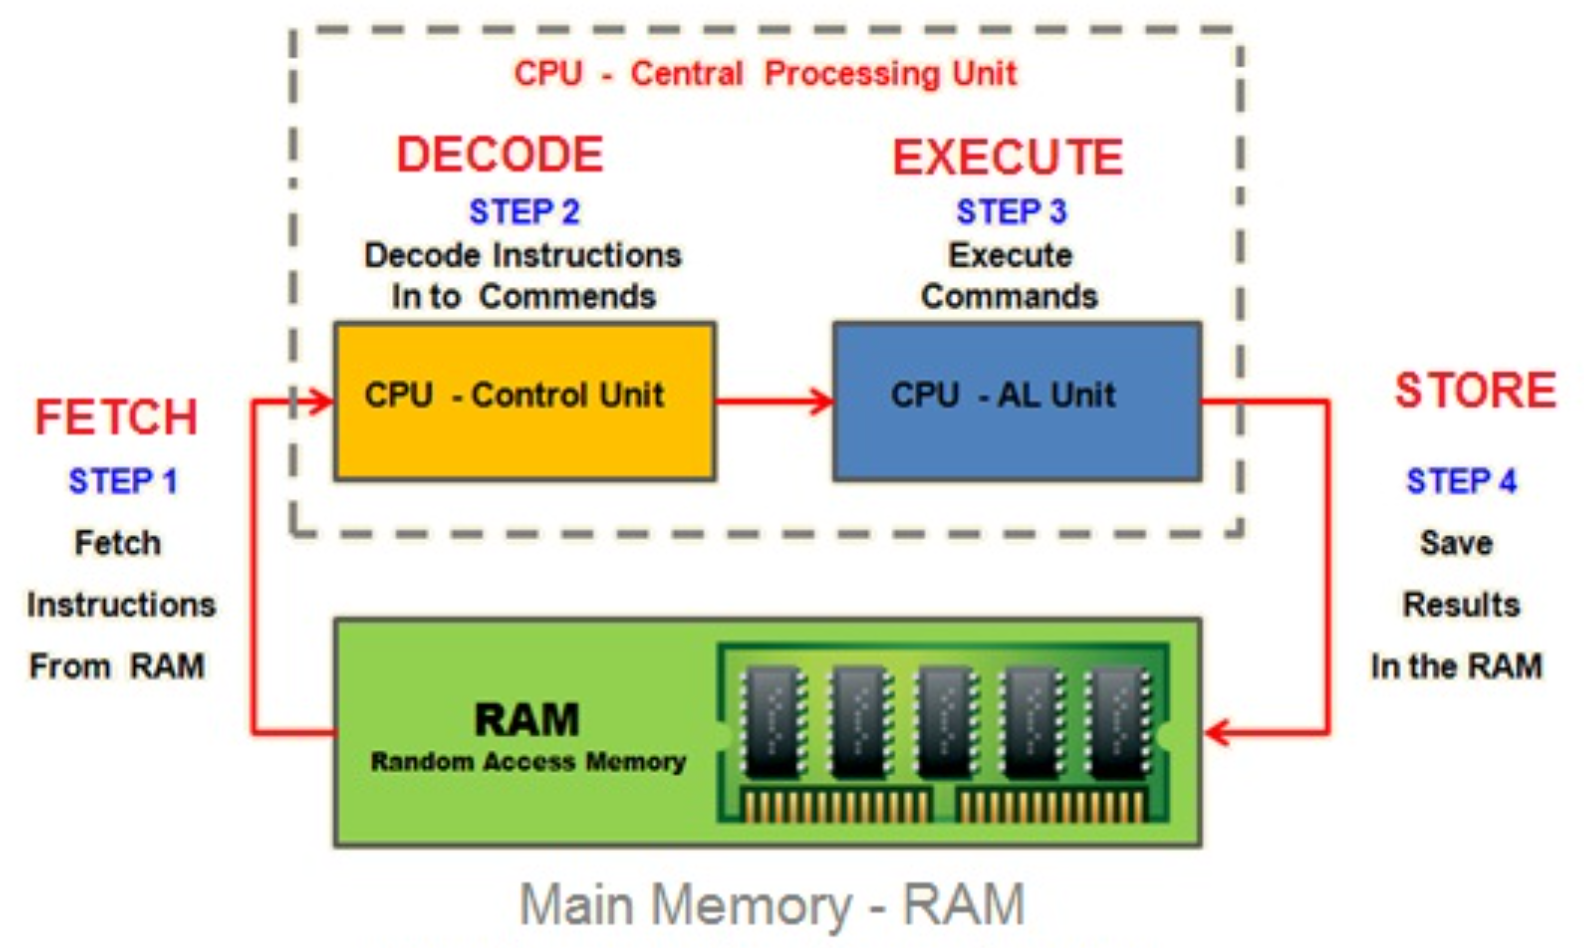 CPU - Central Processing Unit
DECODE
STEP 2
Decode Instructions
In to Commends
EXECUTE
STEP 3
Execute
Commands
CPU - Control Unit
CPU - AL Unit
FETCH
STEP 1
Fetch
Instructions
From RAM
STORE
STEP 4
Save
Results
In the RAM
RAM
Random Access Memory
Main Memory - RAM